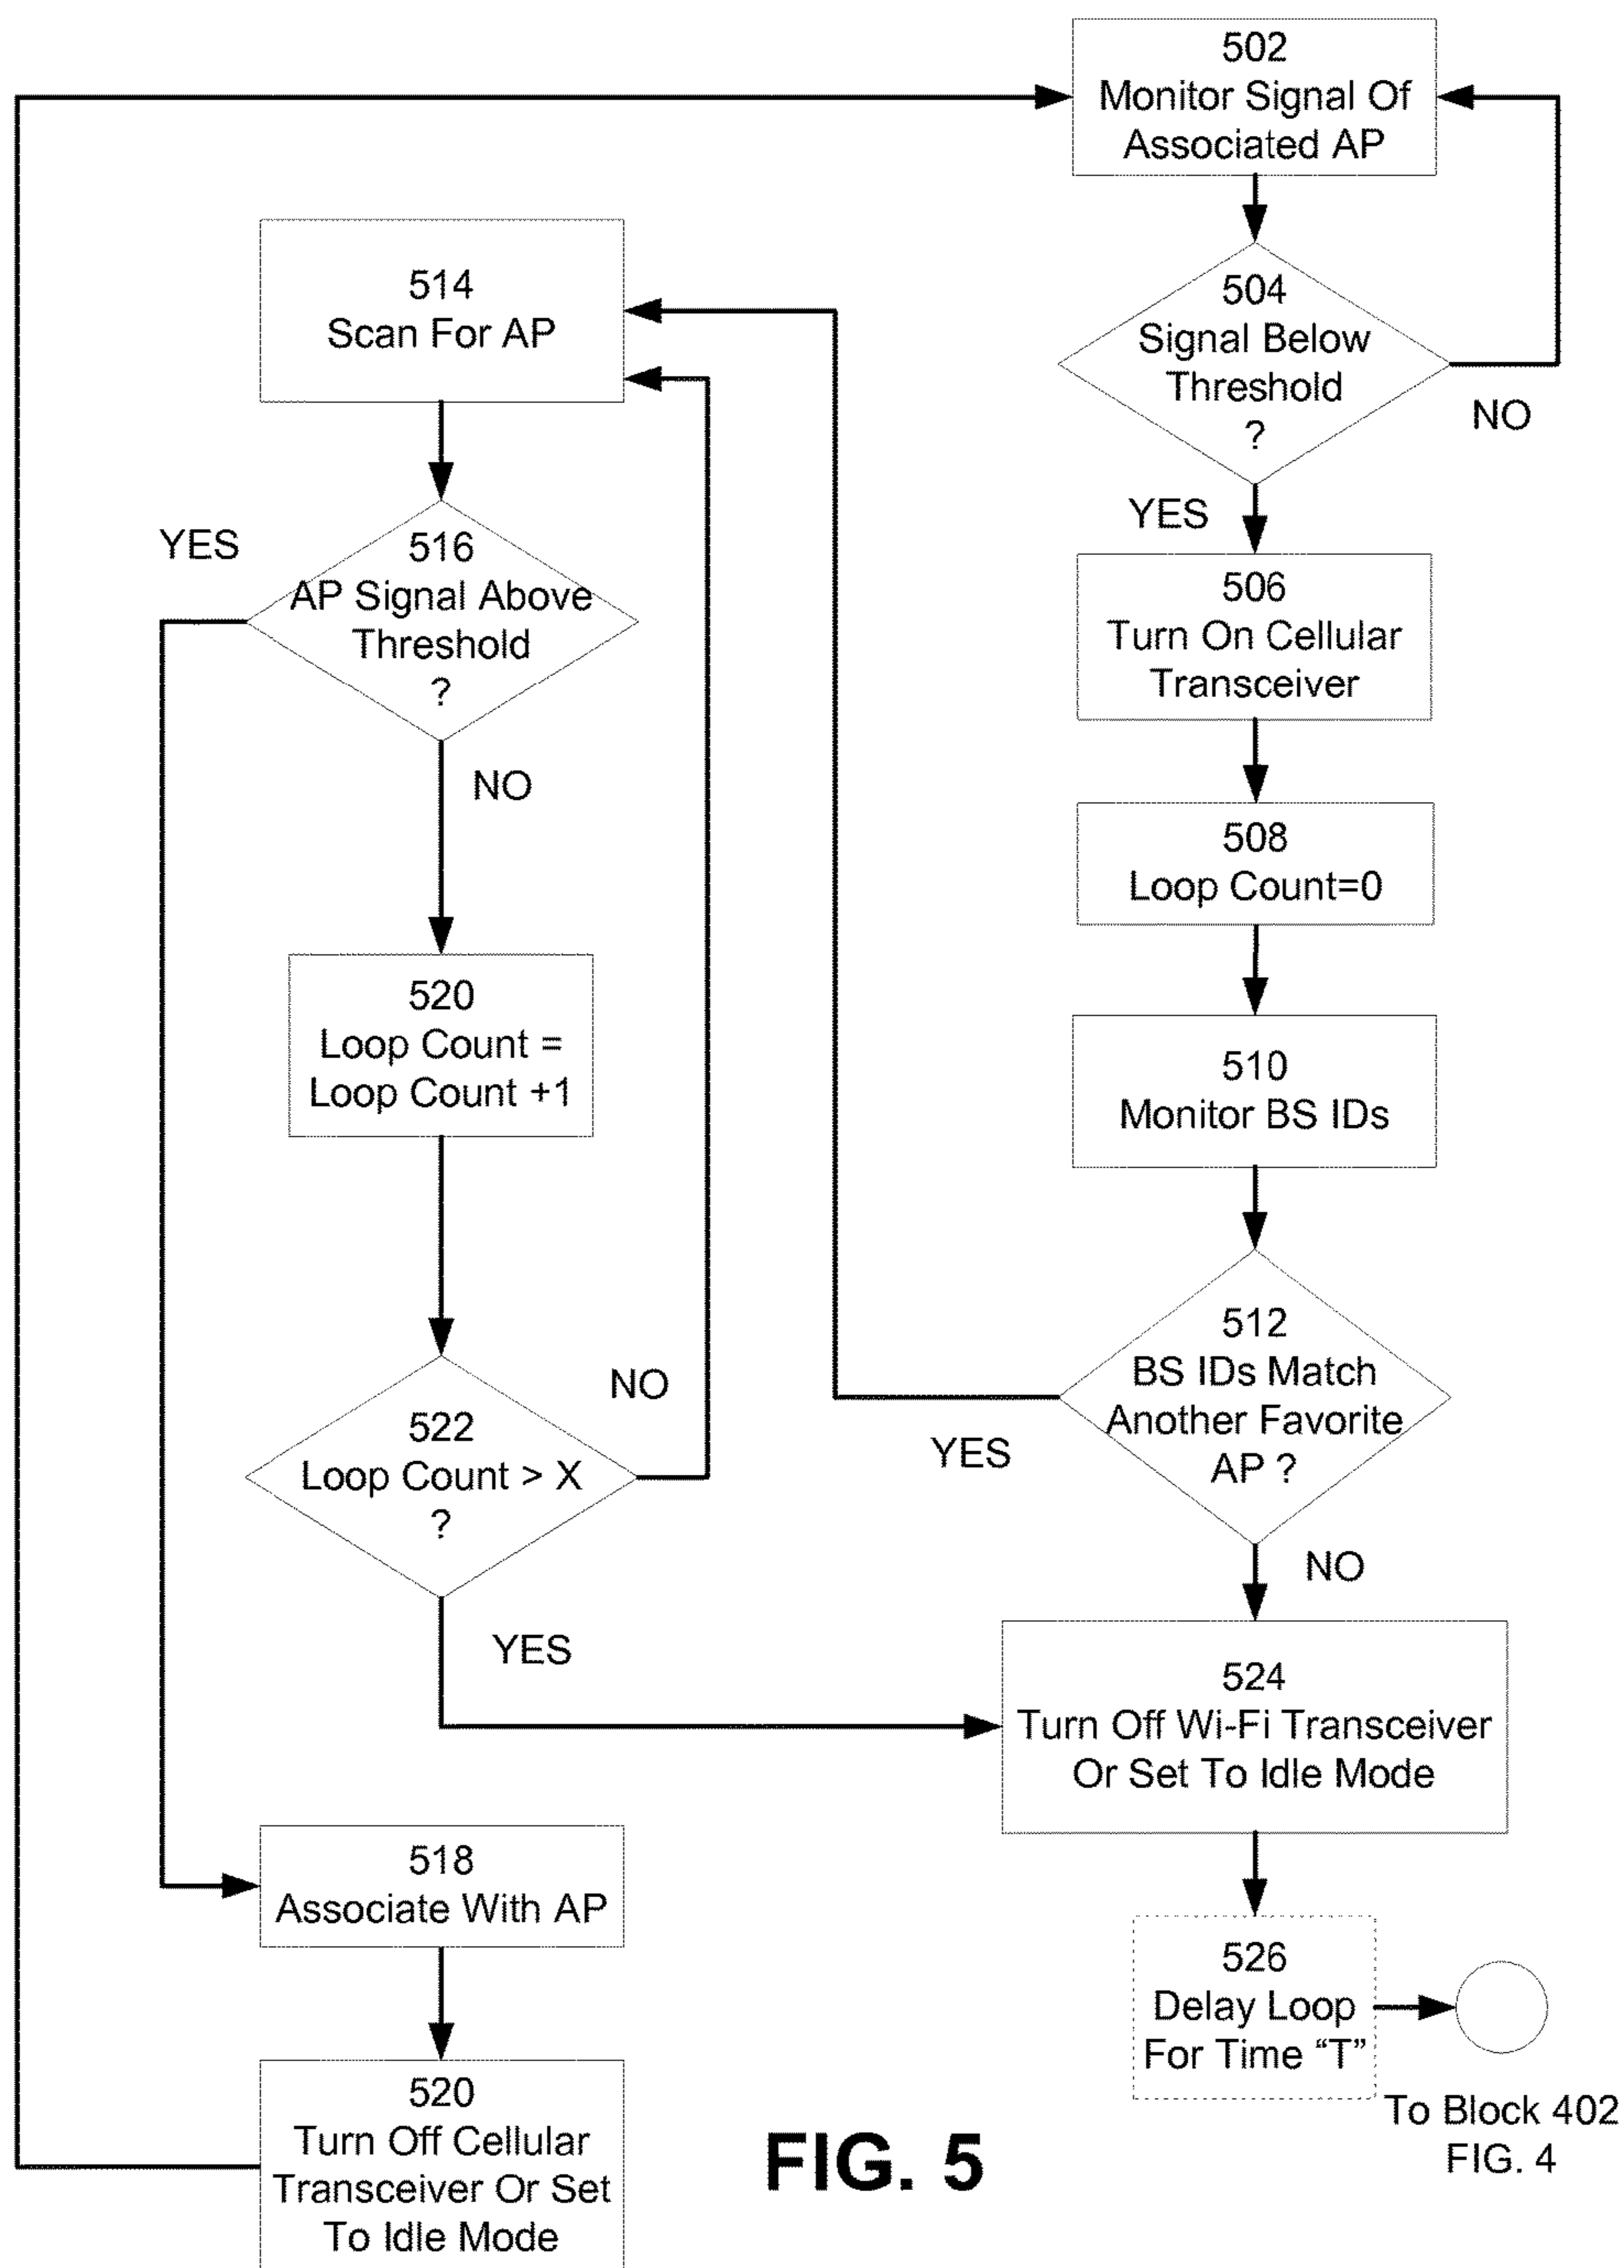 502
Monitor Signal Of
Associated AP
504
Signal Below
Threshold
?
NO
YES
506
Turn On Cellular
Transceiver
508
Loop Count=0
510
Monitor BS IDs
512
BS IDs Match
Another Favorite
AP ?
YES
NO
514
Scan For AP
516
AP Signal Above
Threshold
?
YES
NO
520
Loop Count =
Loop Count +1
522
Loop Count > X
?
NO
YES
524
Turn Off Wi-Fi Transceiver
Or Set To Idle Mode
526
Delay Loop
For Time “T”
To Block 402
FIG. 4
518
Associate With AP
520
Turn Off Cellular
Transceiver Or Set
To Idle Mode
FIG. 5